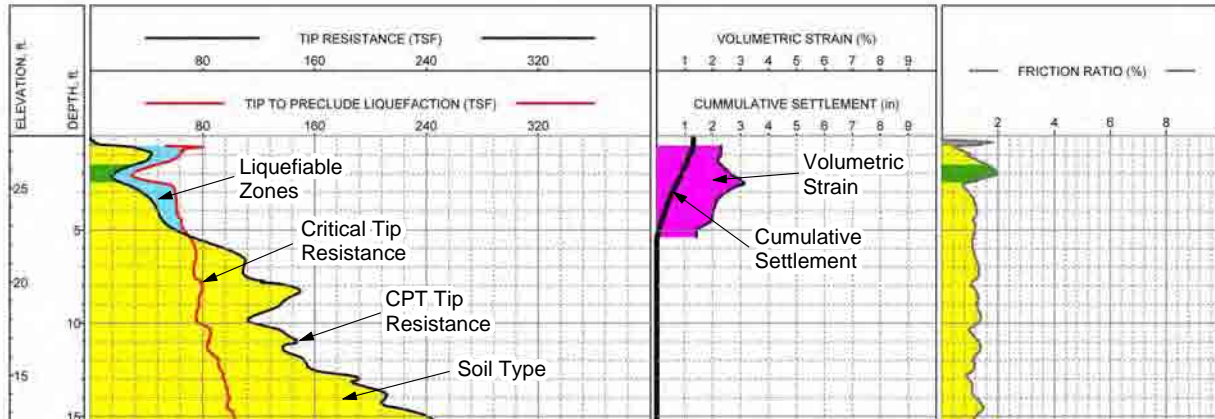 ELEVATION, ft.
DEPTH, ft.
TIP RESISTANCE (TSF)
80 160 240 320
TIP TO PRECLUDE LIQUEFACTION (TSF)
80 160 240 320
VOLUMETRIC STRAIN (%)
1 2 3 4 5 6 7 8 9
CUMMULATIVE SETTLEMENT (in)
1 2 3 4 5 6 7 8 9
FRICTION RATIO (%)
2 4 6 8
25
5
20
10
15
15
Liquefiable
Zones
Critical Tip
Resistance
CPT Tip
Resistance
Soil Type
Volumetric
Strain
Cumulative
Settlement